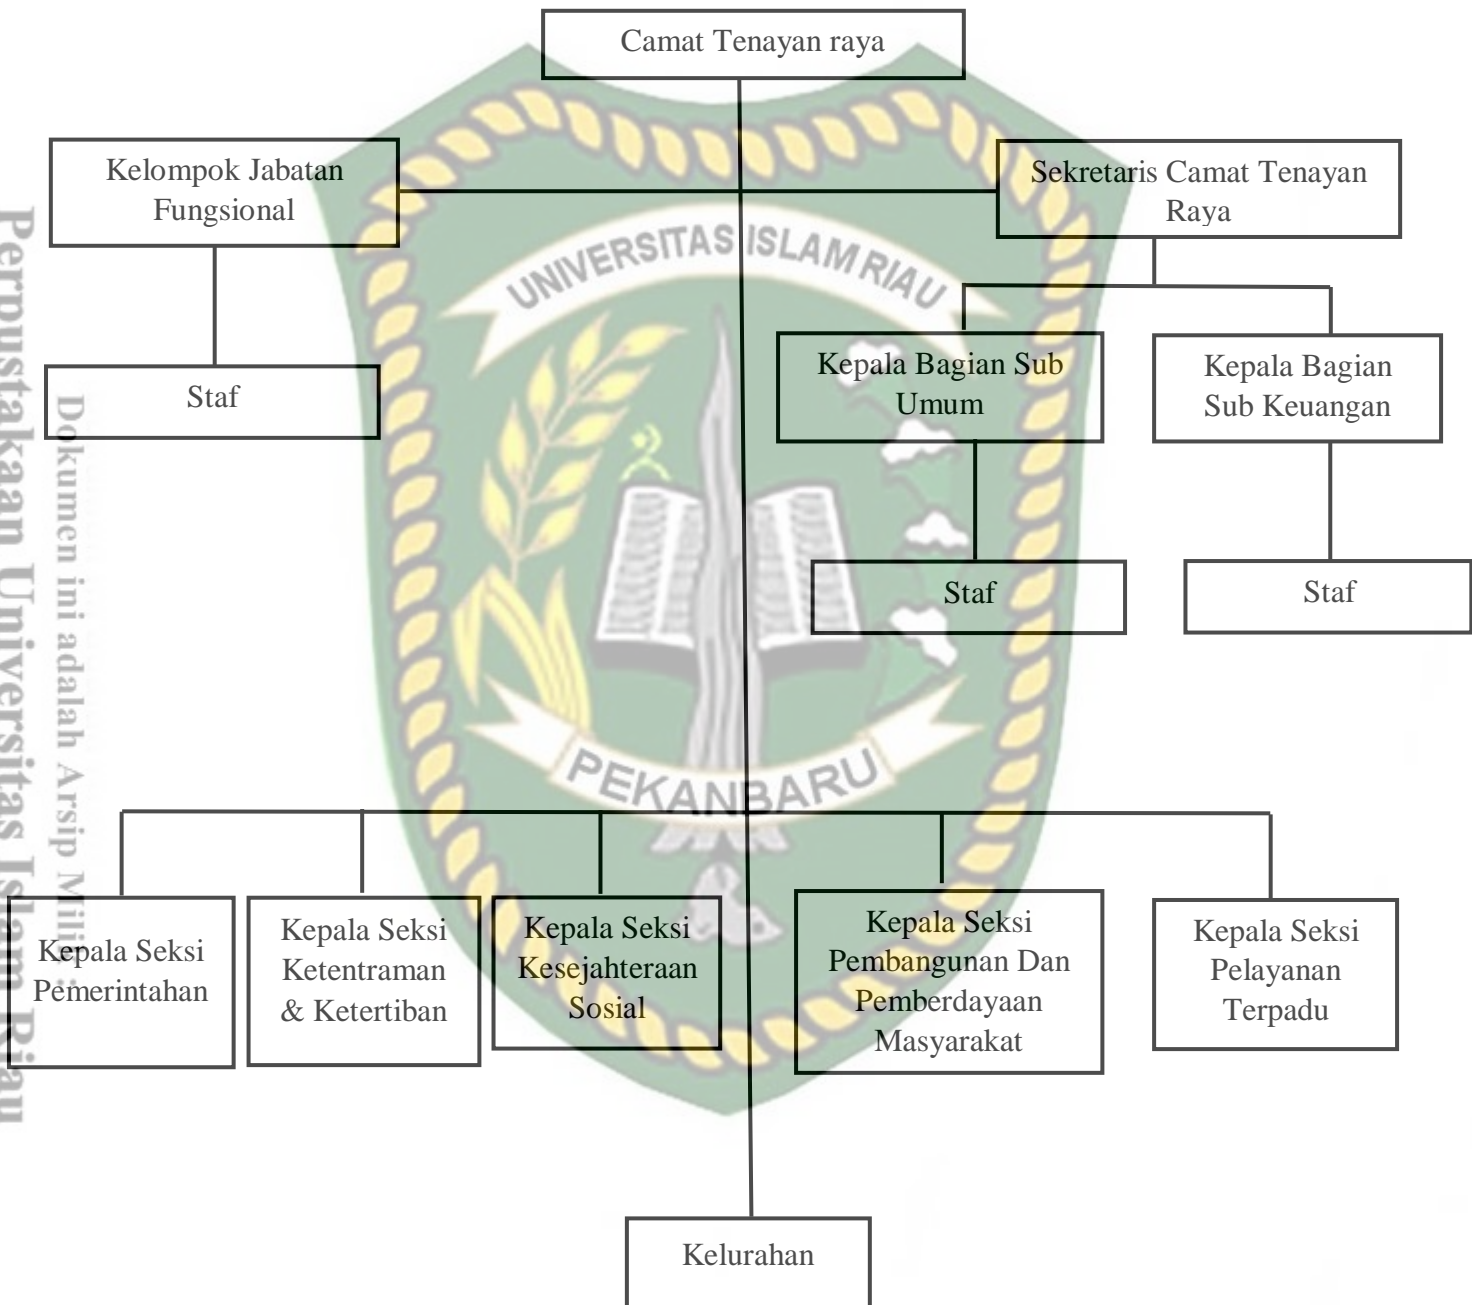 Camat Tenayan raya
Kelompok Jabatan
Fungsional
Sekretaris Camat Tenayan
Raya
UNIVERSITAS ISLAM RIAU
Kepala Bagian Sub
Umum
Kepala Bagian
Sub Keuangan
Staf
Staf
Staf
PEKANBARU
Kepala Seksi
Pemerintahan
Kepala Seksi
Ketentraman
& Ketertiban
Kepala Seksi
Kesejahteraan
Sosial
Kepala Seksi
Pembangunan Dan
Pemberdayaan
Masyarakat
Kepala Seksi
Pelayanan
Terpadu
Kelurahan
Dokumen ini adalah Arsip Milik :
Perpustakaan Universitas Islam Riau